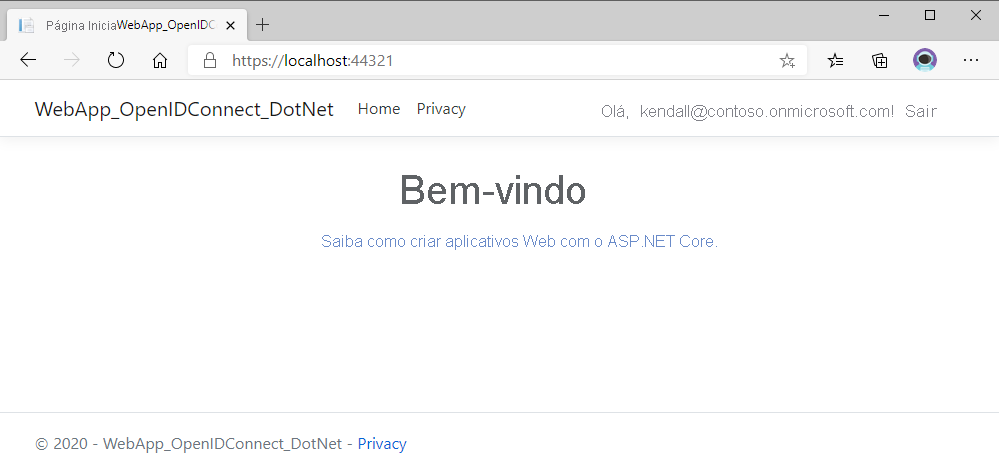 Página InicialWebApp_OpenIDC
https://localhost:44321
WebApp_OpenIDConnect_DotNet Home Privacy Olá, kendall@contoso.onmicrosoft.com! Sair
Bem-vindo
Saiba como criar aplicativos Web com o ASP.NET Core.
© 2020 - WebApp_OpenIDConnect_DotNet - Privacy